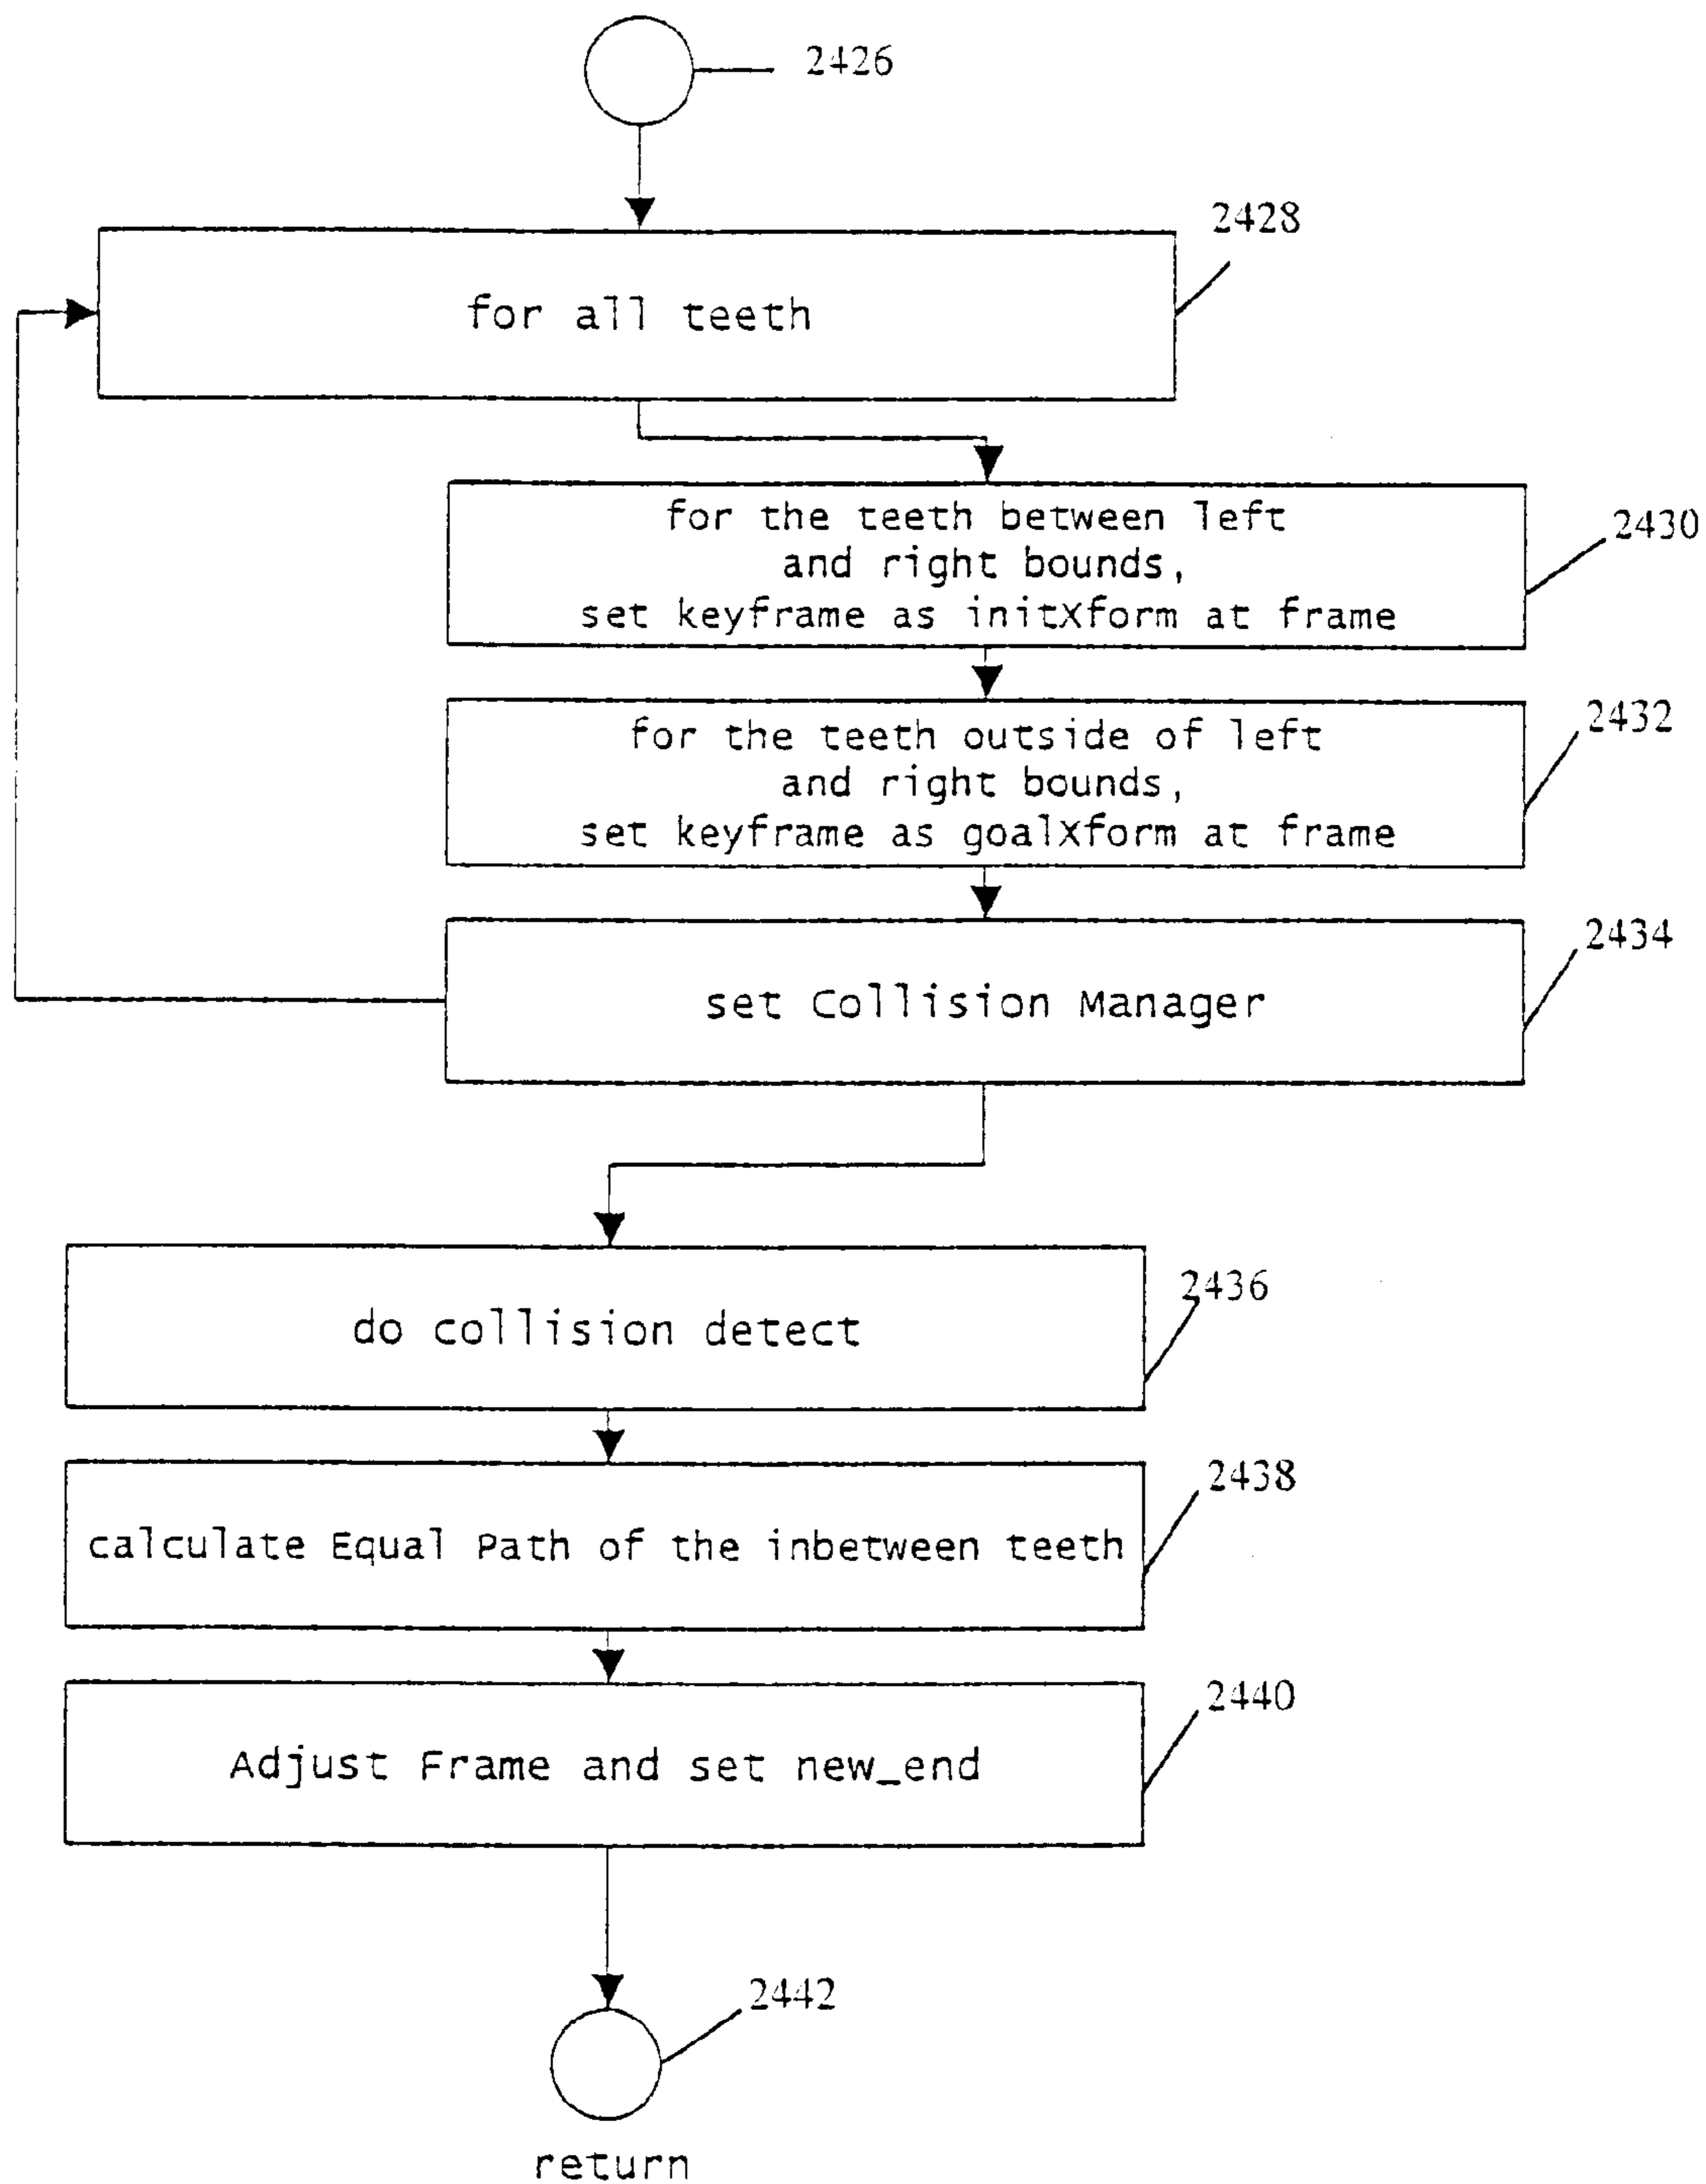 2426
2428
for all teeth
for the teeth between left
and right bounds,
set keyframe as initXform at frame
2430
for the teeth outside of left
and right bounds,
set keyframe as goalXform at frame
2432
2434
set Collision Manager
2436
do collision detect
2438
calculate Equal Path of the inbetween teeth
2440
Adjust Frame and set new_end
2442
return